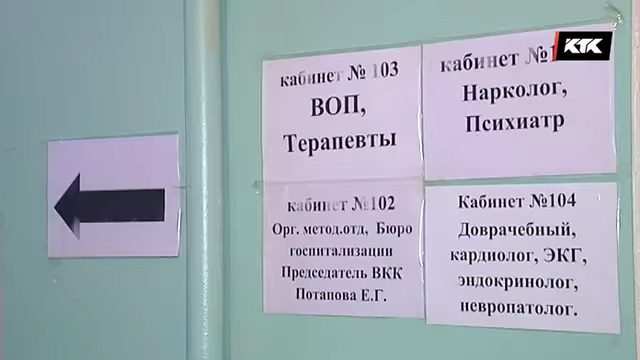 КТК
кабинет № 103
ВОП,
Терапевты
кабинет
Нарколог,
Психиатр
кабинет №102
Орг. метод.отд, Бюро
госпитализации
Председатель ВКК
Потапова Е.Г.
Кабинет №104
Доврачебный,
кардиолог, ЭКГ,
эндокринолог,
невропатолог.